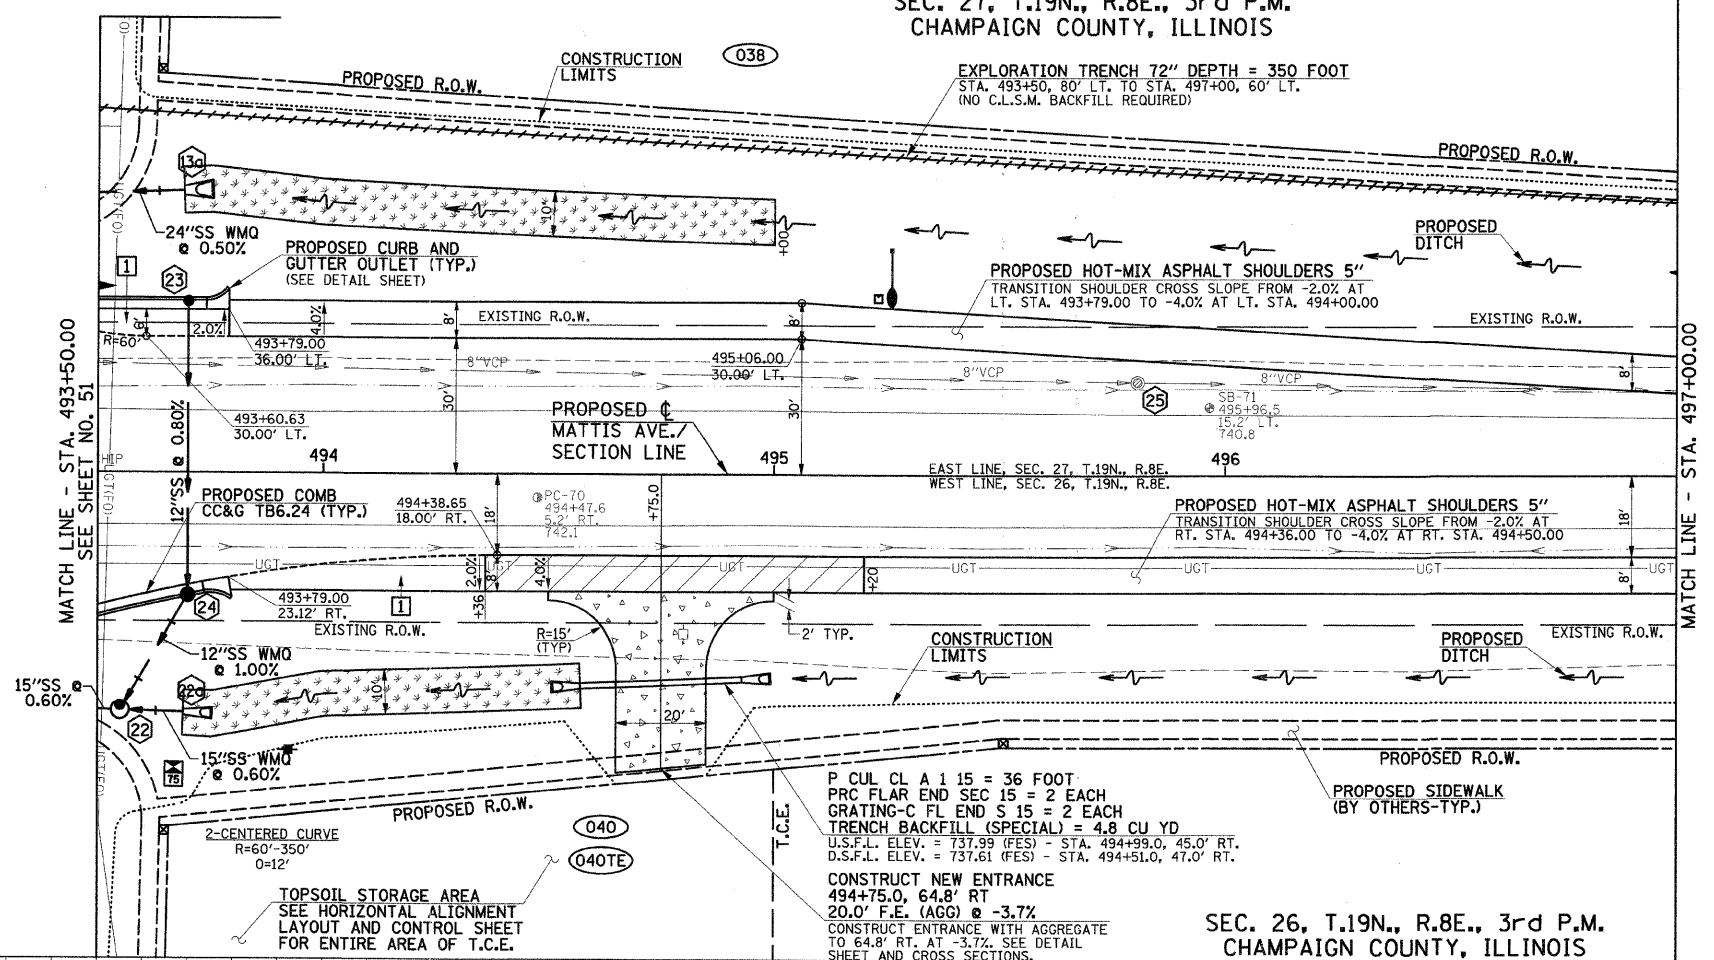 SEC. 27, T.19N., R.8E., 3rd P.M.
CHAMPAIGN COUNTY, ILLINOIS
038
CONSTRUCTION
LIMITS
PROPOSED R.O.W.
EXPLORATION TRENCH 72" DEPTH = 350 FOOT
STA. 493+50, 80' LT. TO STA. 497+00, 60' LT.
(NO C.L.S.M. BACKFILL REQUIRED)
PROPOSED R.O.W.
13a
10'
+00
24"SS WMQ
@ 0.50%
PROPOSED CURB AND
GUTTER OUTLET (TYP.)
(SEE DETAIL SHEET)
PROPOSED
DITCH
1
23
PROPOSED HOT-MIX ASPHALT SHOULDERS 5"
TRANSITION SHOULDER CROSS SLOPE FROM -2.0% AT
LT. STA. 493+79.00 TO -4.0% AT LT. STA. 494+00.00
R=60'
2.0%
4.0%
8'
EXISTING R.O.W.
8'
EXISTING R.O.W.
493+79.00
36.00' LT.
8"VCP
495+06.00
30.00' LT.
8"VCP
8"VCP
8'
25
SB-71
495+96.5
15.2' LT.
740.8
493+60.63
30.00' LT.
30'
30'
PROPOSED ℄
MATTIS AVE./
SECTION LINE
MATCH LINE - STA. 493+50.00
SEE SHEET NO. 51
MATCH LINE - STA. 497+00.00
12"SS @ 0.80%
494
495
496
EAST LINE, SEC. 27, T.19N., R.8E.
WEST LINE, SEC. 26, T.19N., R.8E.
PROPOSED COMB
CC&G TB6.24 (TYP.)
494+38.65
18.00' RT.
18'
PC-70
494+47.6
5.2' RT.
742.1
+75.0
PROPOSED HOT-MIX ASPHALT SHOULDERS 5"
TRANSITION SHOULDER CROSS SLOPE FROM -2.0% AT
RT. STA. 494+36.00 TO -4.0% AT RT. STA. 494+50.00
18'
UGT
2.0%
UGT
8'
4.0%
UGT
+20
UGT
UGT
UGT
UGT
8'
24
493+79.00
23.12' RT.
1
+36
EXISTING R.O.W.
R=15'
(TYP)
2' TYP.
CONSTRUCTION
LIMITS
PROPOSED
DITCH
EXISTING R.O.W.
12"SS WMQ
@ 1.00%
15"SS @
0.60%
22a
10'
22
20'
15"SS WMQ
@ 0.60%
75
PROPOSED R.O.W.
PROPOSED R.O.W.
2-CENTERED CURVE
R=60'-350'
O=12'
040
040TE
T.C.E.
P CUL CL A 1 15 = 36 FOOT
PRC FLAR END SEC 15 = 2 EACH
GRATING-C FL END S 15 = 2 EACH
TRENCH BACKFILL (SPECIAL) = 4.8 CU YD
U.S.F.L. ELEV. = 737.99 (FES) - STA. 494+99.0, 45.0' RT.
D.S.F.L. ELEV. = 737.61 (FES) - STA. 494+51.0, 47.0' RT.
PROPOSED SIDEWALK
(BY OTHERS-TYP.)
CONSTRUCT NEW ENTRANCE
494+75.0, 64.8' RT
20.0' F.E. (AGG) @ -3.7%
CONSTRUCT ENTRANCE WITH AGGREGATE
TO 64.8' RT. AT -3.7%. SEE DETAIL
SHEET AND CROSS SECTIONS.
TOPSOIL STORAGE AREA
SEE HORIZONTAL ALIGNMENT
LAYOUT AND CONTROL SHEET
FOR ENTIRE AREA OF T.C.E.
SEC. 26, T.19N., R.8E., 3rd P.M.
CHAMPAIGN COUNTY, ILLINOIS